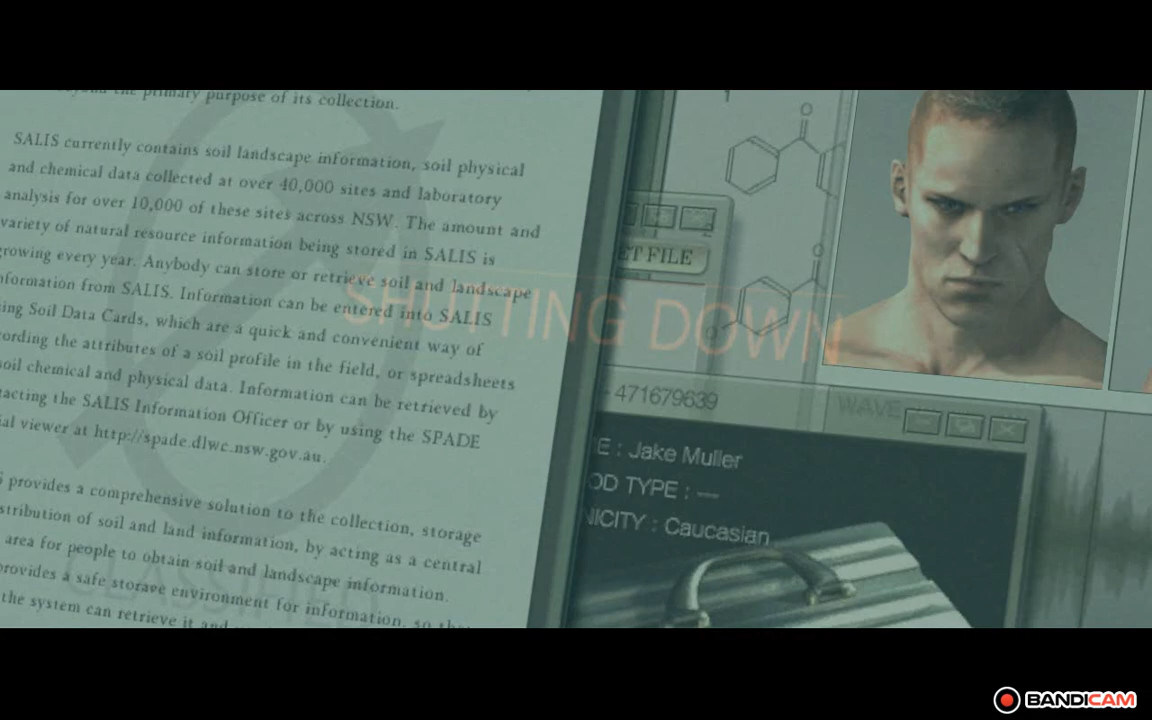 the primary purpose of its collection.
SALIS currently contains soil landscape information, soil physical
and chemical data collected at over 40,000 sites and laboratory
analysis for over 10,000 of these sites across NSW. The amount and
variety of natural resource information being stored in SALIS is
growing every year. Anybody can store or retrieve soil and landscape
nformation from SALIS. Information can be entered into SALIS
ing Soil Data Cards, which are a quick and convenient way of
ording the attributes of a soil profile in the field, or spreadsheets
oil chemical and physical data. Information can be retrieved by
tacting the SALIS Information Officer or by using the SPADE
ial viewer at http://spade.dlwc.nsw.gov.au.
provides a comprehensive solution to the collection, storage
stribution of soil and land information, by acting as a central
area for people to obtain soil and landscape information.
provides a safe storage environment for information, so
the system can retrieve it and
CLASSIFIED
SHUTTING DOWN
1
O
ET FILE
O
O
- 471679639
WAVE
E : Jake Muller
OD TYPE : —
NICITY : Caucasian
BANDICAM